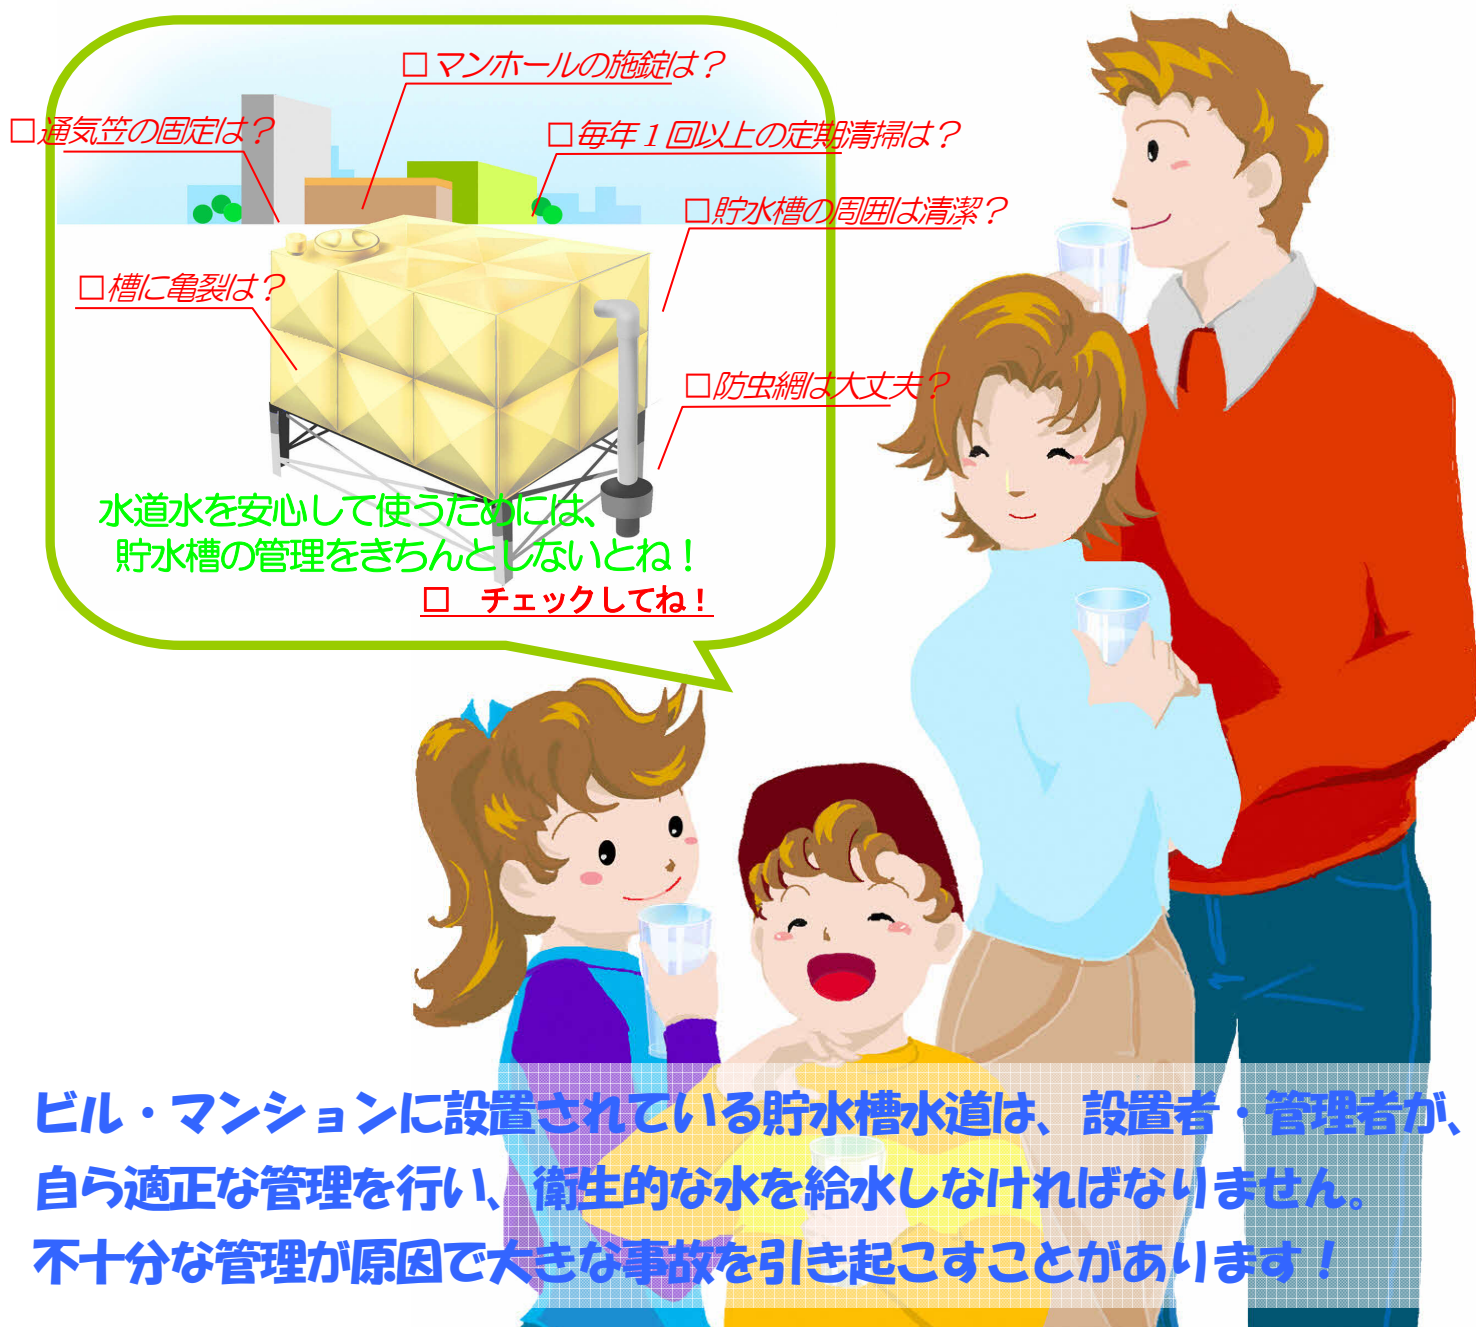 □マンホールの施錠は？
□通気笠の固定は？
□毎年１回以上の定期清掃は？
□貯水槽の周囲は清潔？
□槽に亀裂は？
□防虫網は大丈夫？
水道水を安心して使うためには、
貯水槽の管理をきちんとしないとね！
□　チェックしてね！
ビル・マンションに設置されている貯水槽水道は、設置者・管理者が、
自ら適正な管理を行い、衛生的な水を給水しなければなりません。
不十分な管理が原因で大きな事故を引き起こすことがあります！